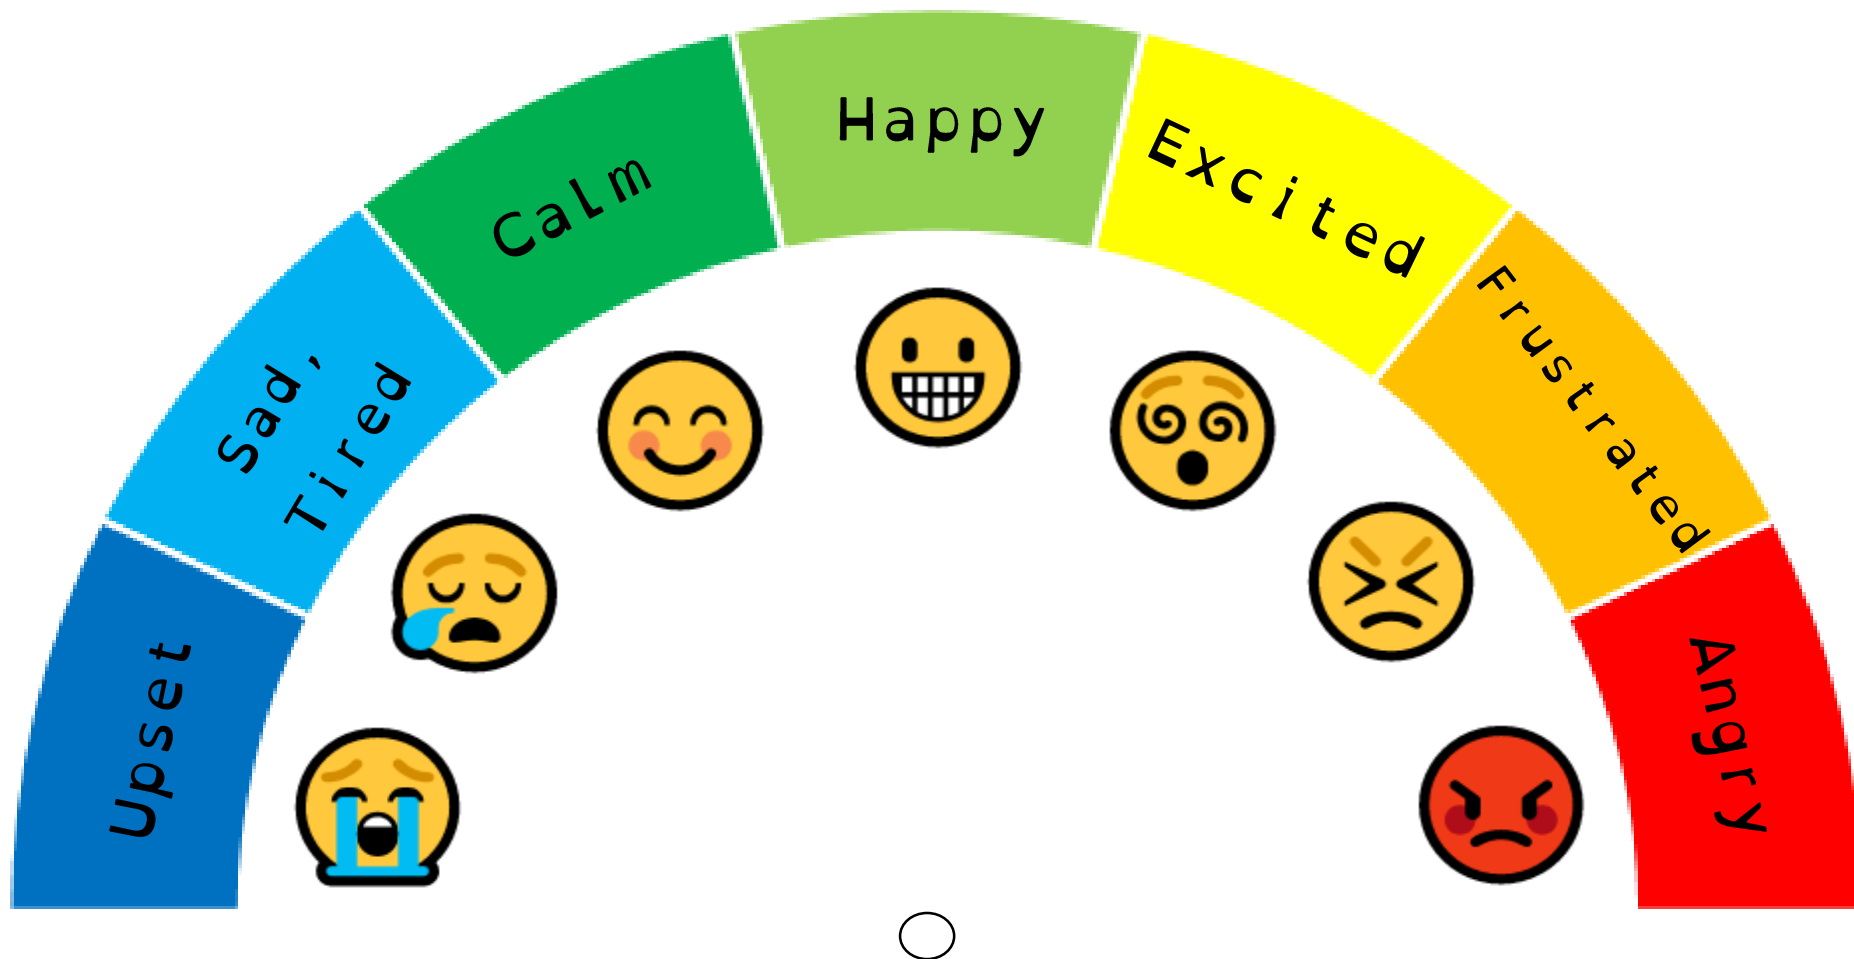 Upset
Sad,
Tired
Calm
Happy
Excited
Frustrated
Angry